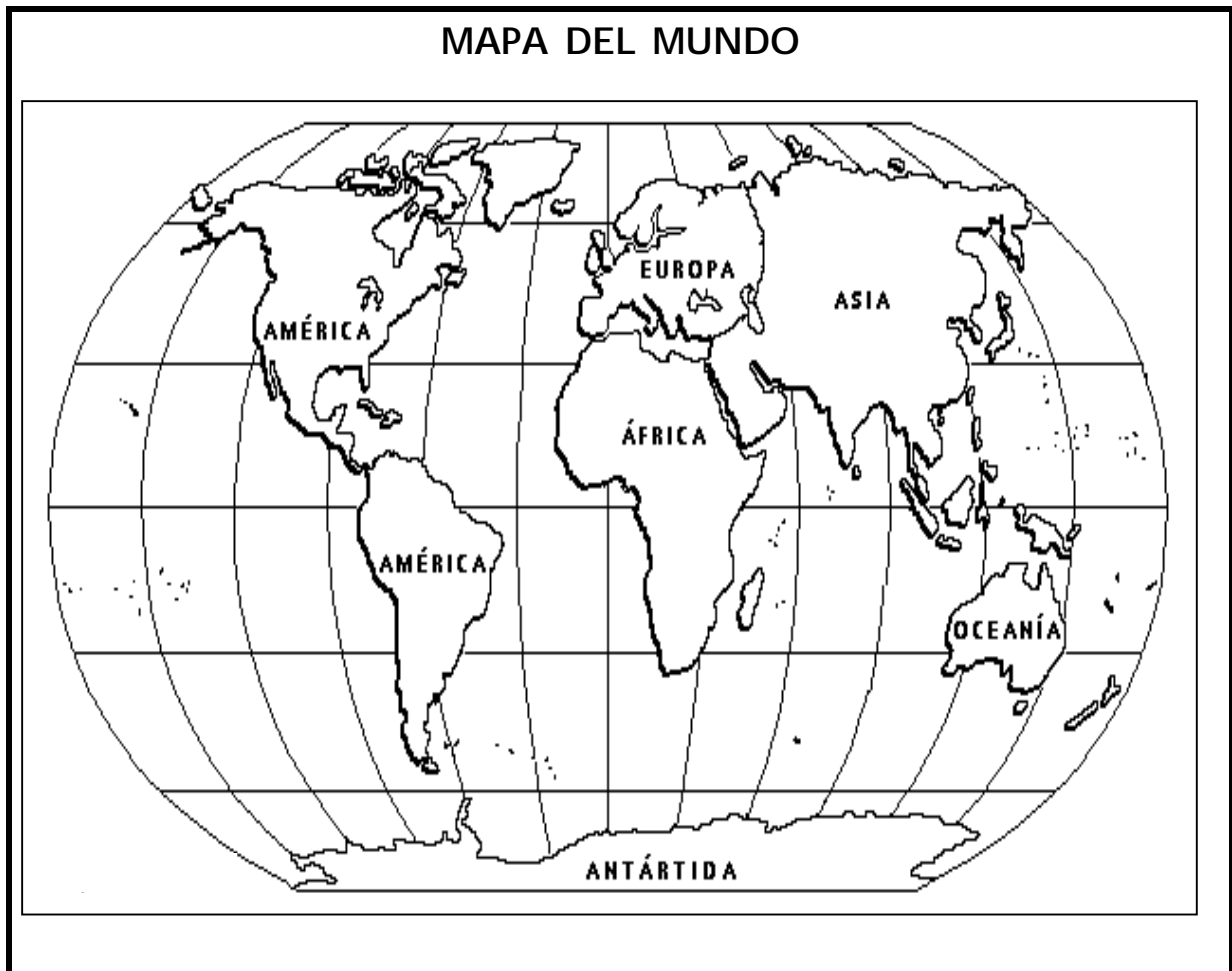 MAPA DEL MUNDO
EUROPA
ASIA
AMÉRICA
ÁFRICA
AMÉRICA
OCEANÍA
ANTÁRTIDA